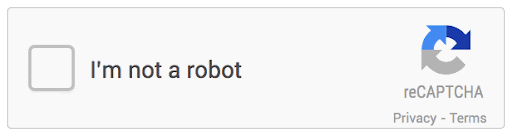 I'm not a robot
reCAPTCHA
Privacy - Terms